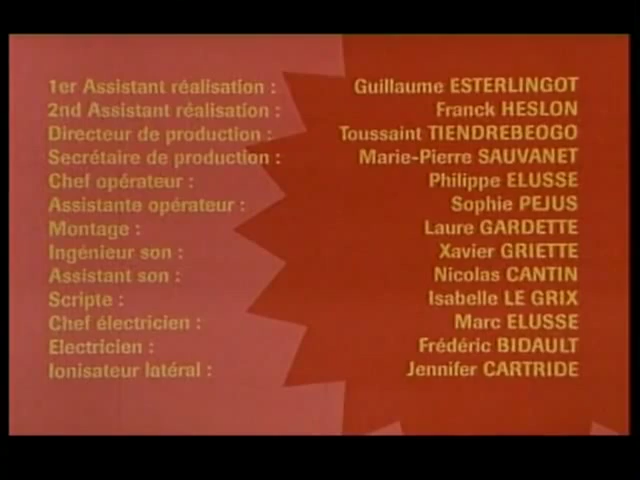 1er Assistant réalisation : Guillaume ESTERLINGOT
2nd Assistant réalisation : Franck HESLON
Directeur de production : Toussaint TIENDREBEOGO
Secrétaire de production : Marie-Pierre SAUVANET
Chef opérateur : Philippe ELUSSE
Assistante opérateur : Sophie PEJUS
Montage : Laure GARDETTE
Ingénieur son : Xavier GRIETTE
Assistant son : Nicolas CANTIN
Scripte : Isabelle LE GRIX
Chef électricien : Marc ELUSSE
Electricien : Frédéric BIDAULT
Ionisateur latéral : Jennifer CARTRIDE